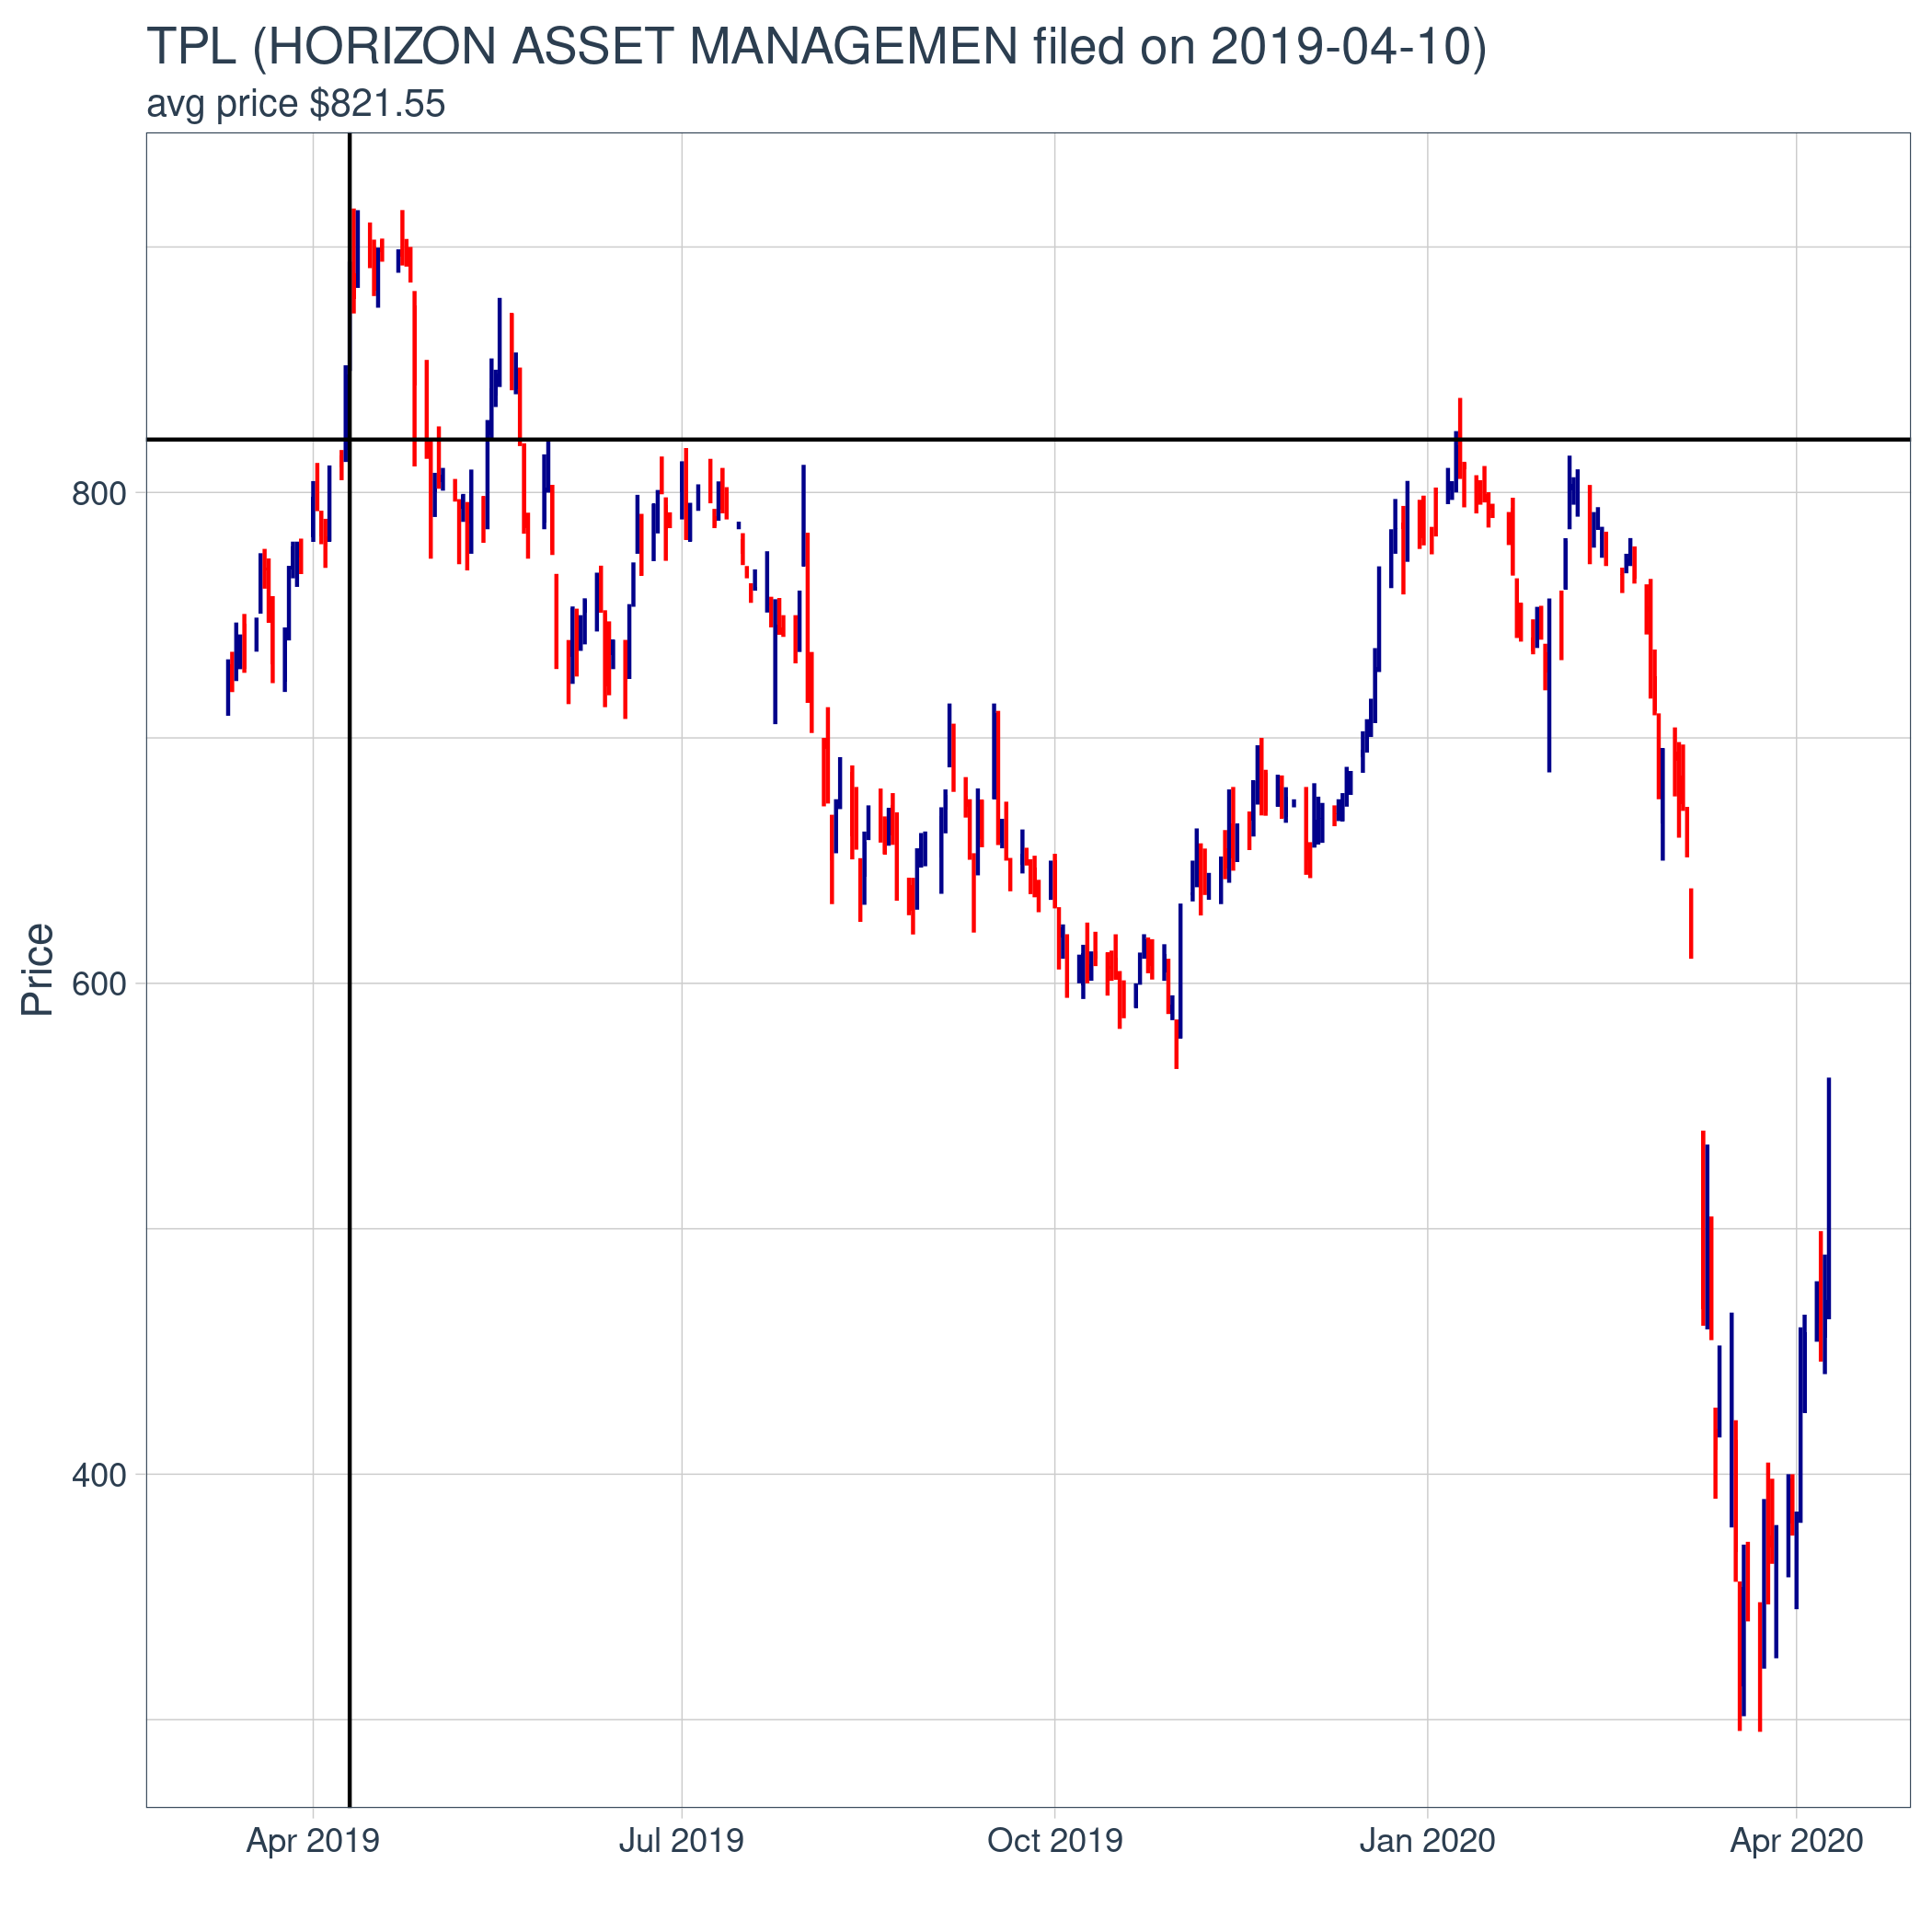 TPL (HORIZON ASSET MANAGEMEN filed on 2019-04-10)
avg price $821.55
Price
800
600
400
Apr 2019
Jul 2019
Oct 2019
Jan 2020
Apr 2020